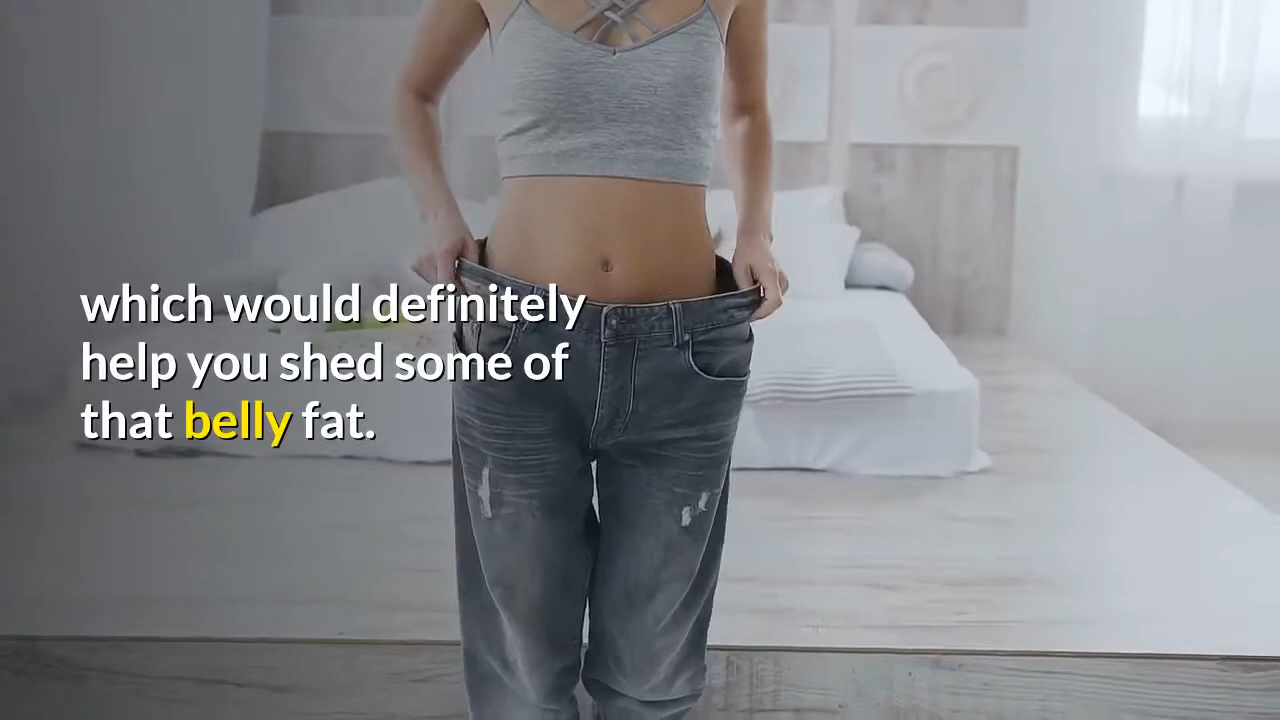 which would definitely
help you shed some of
that belly fat.